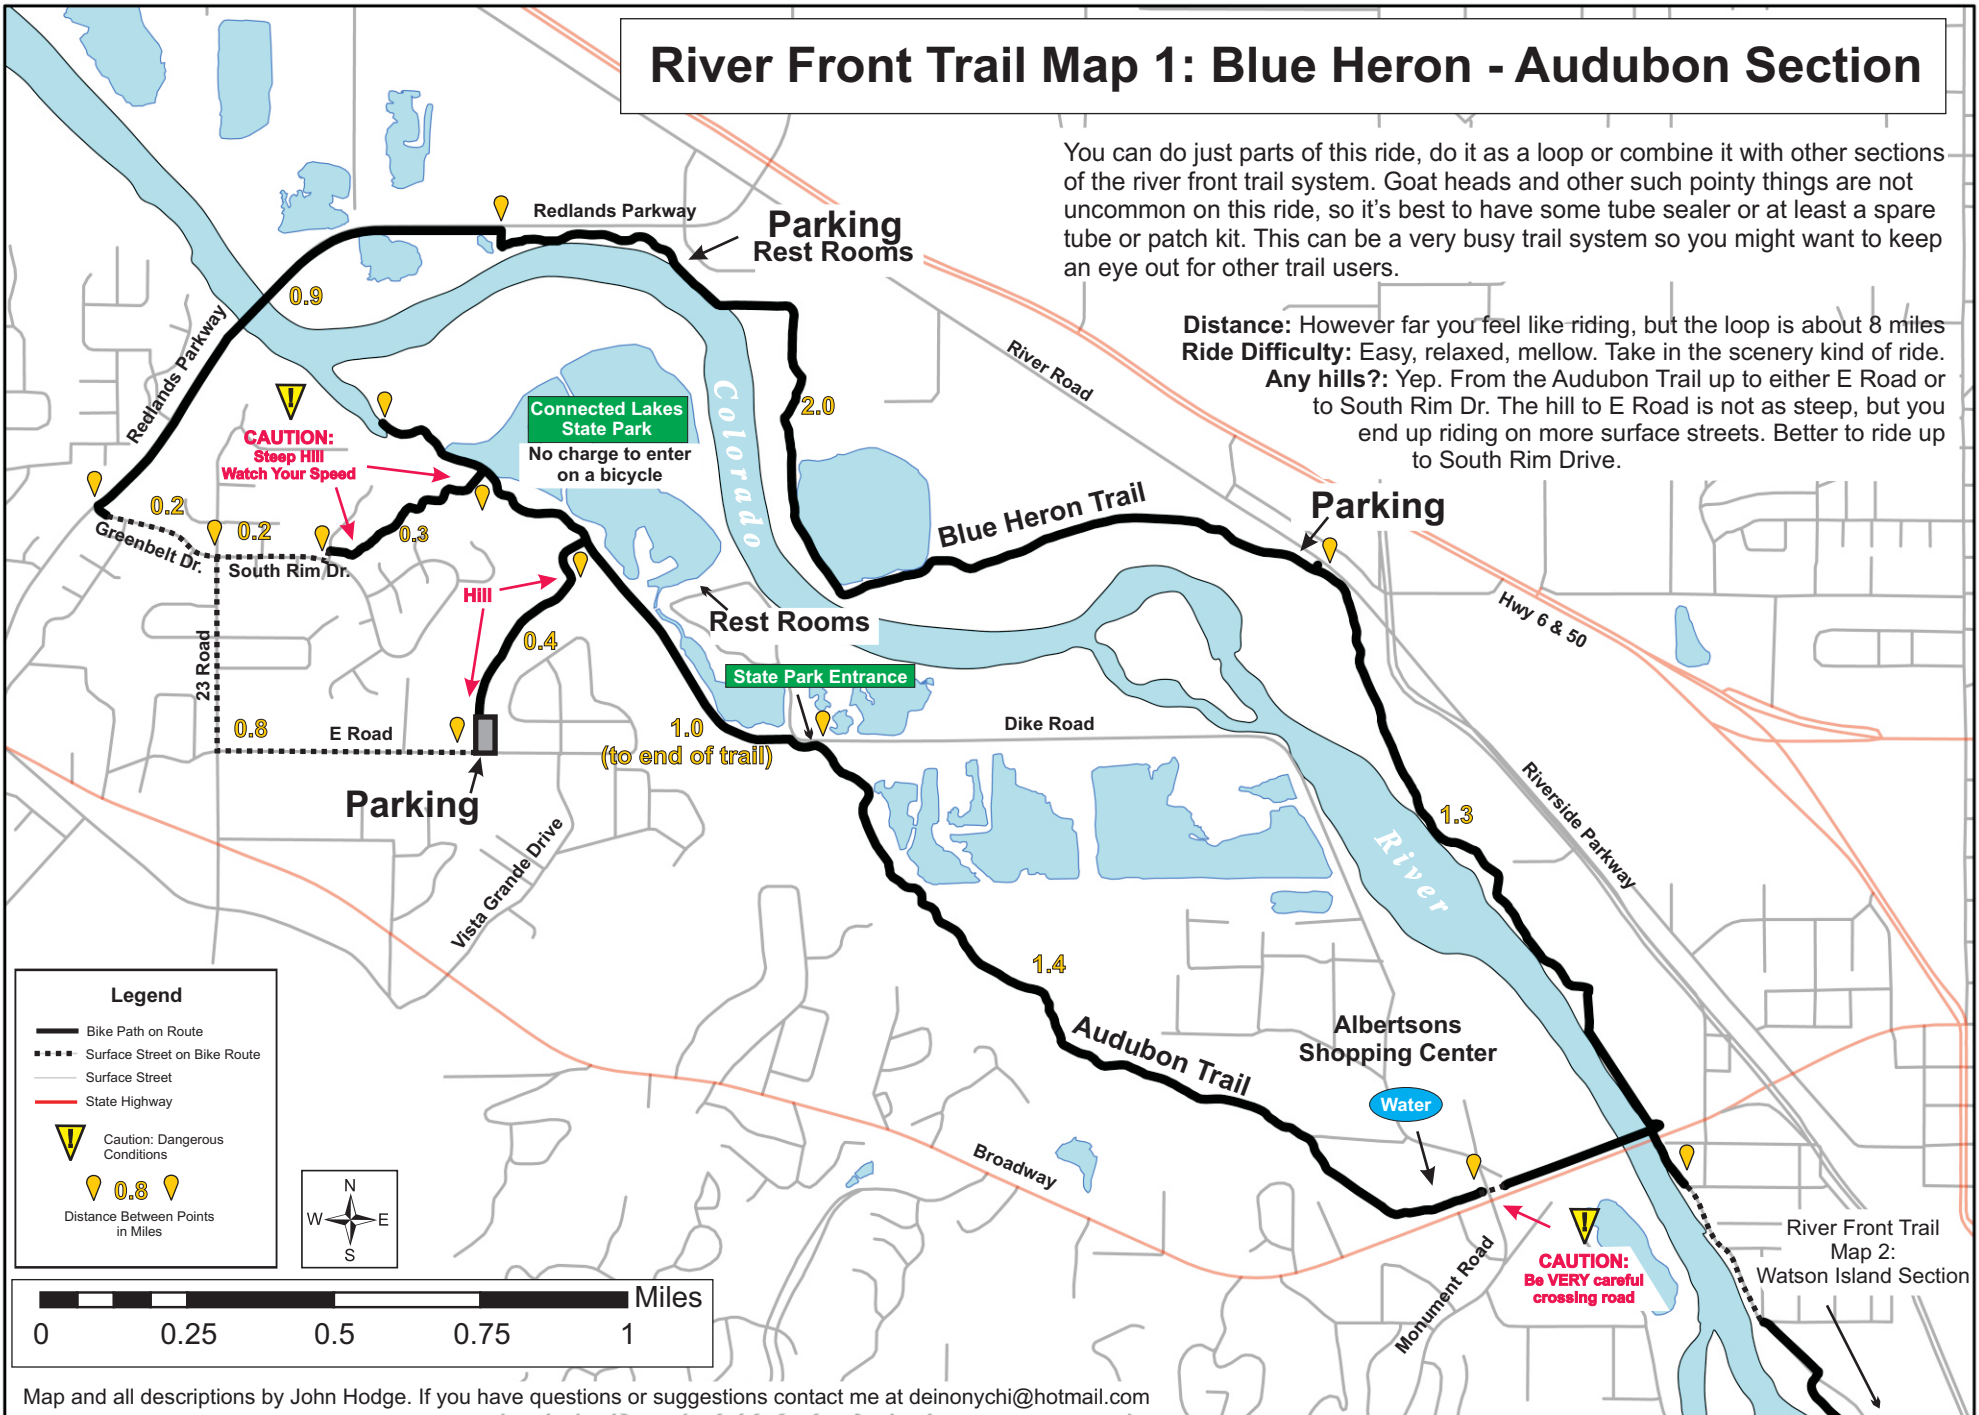 River Front Trail Map 1: Blue Heron - Audubon Section
You can do just parts of this ride, do it as a loop or combine it with other sections
of the river front trail system. Goat heads and other such pointy things are not
uncommon on this ride, so it's best to have some tube sealer or at least a spare
tube or patch kit. This can be a very busy trail system so you might want to keep
an eye out for other trail users.
Distance: However far you feel like riding, but the loop is about 8 miles
Ride Difficulty: Easy, relaxed, mellow. Take in the scenery kind of ride.
Any hills?: Yep. From the Audubon Trail up to either E Road or
to South Rim Dr. The hill to E Road is not as steep, but you
end up riding on more surface streets. Better to ride up
to South Rim Drive.
Redlands Parkway
Parking
Rest Rooms
0.9
Redlands Parkway
River Road
2.0
Colorado
Connected Lakes
State Park
No charge to enter
on a bicycle
CAUTION:
Steep Hill
Watch Your Speed
0.2
0.2
0.3
Greenbelt Dr.
South Rim Dr.
Blue Heron Trail
Parking
Hwy 6 & 50
Hill
0.4
Rest Rooms
State Park Entrance
23 Road
0.8
E Road
1.0
(to end of trail)
Dike Road
Parking
Vista Grande Drive
1.3
River
Riverside Parkway
1.4
Audubon Trail
Albertsons
Shopping Center
Water
Broadway
Monument Road
CAUTION:
Be VERY careful
crossing road
River Front Trail
Map 2:
Watson Island Section
Legend
Bike Path on Route
Surface Street on Bike Route
Surface Street
State Highway
Caution: Dangerous
Conditions
0.8
Distance Between Points
in Miles
N
W E
S
Miles
0 0.25 0.5 0.75 1
Map and all descriptions by John Hodge. If you have questions or suggestions contact me at deinonychi@hotmail.com